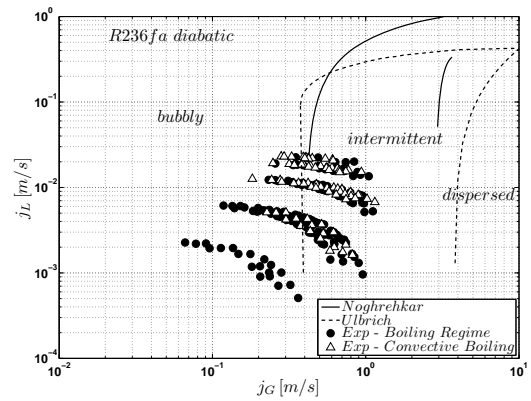 R236fa diabatic
bubbly
intermittent
dispersed
10^0
10^{-1}
10^{-2}
10^{-3}
10^{-4}
j_L [m/s]
Noghrehkar
Ulbrich
Exp - Boiling Regime
Exp - Convective Boiling
10^{-2}
10^{-1}
10^0
10^1
j_G [m/s]